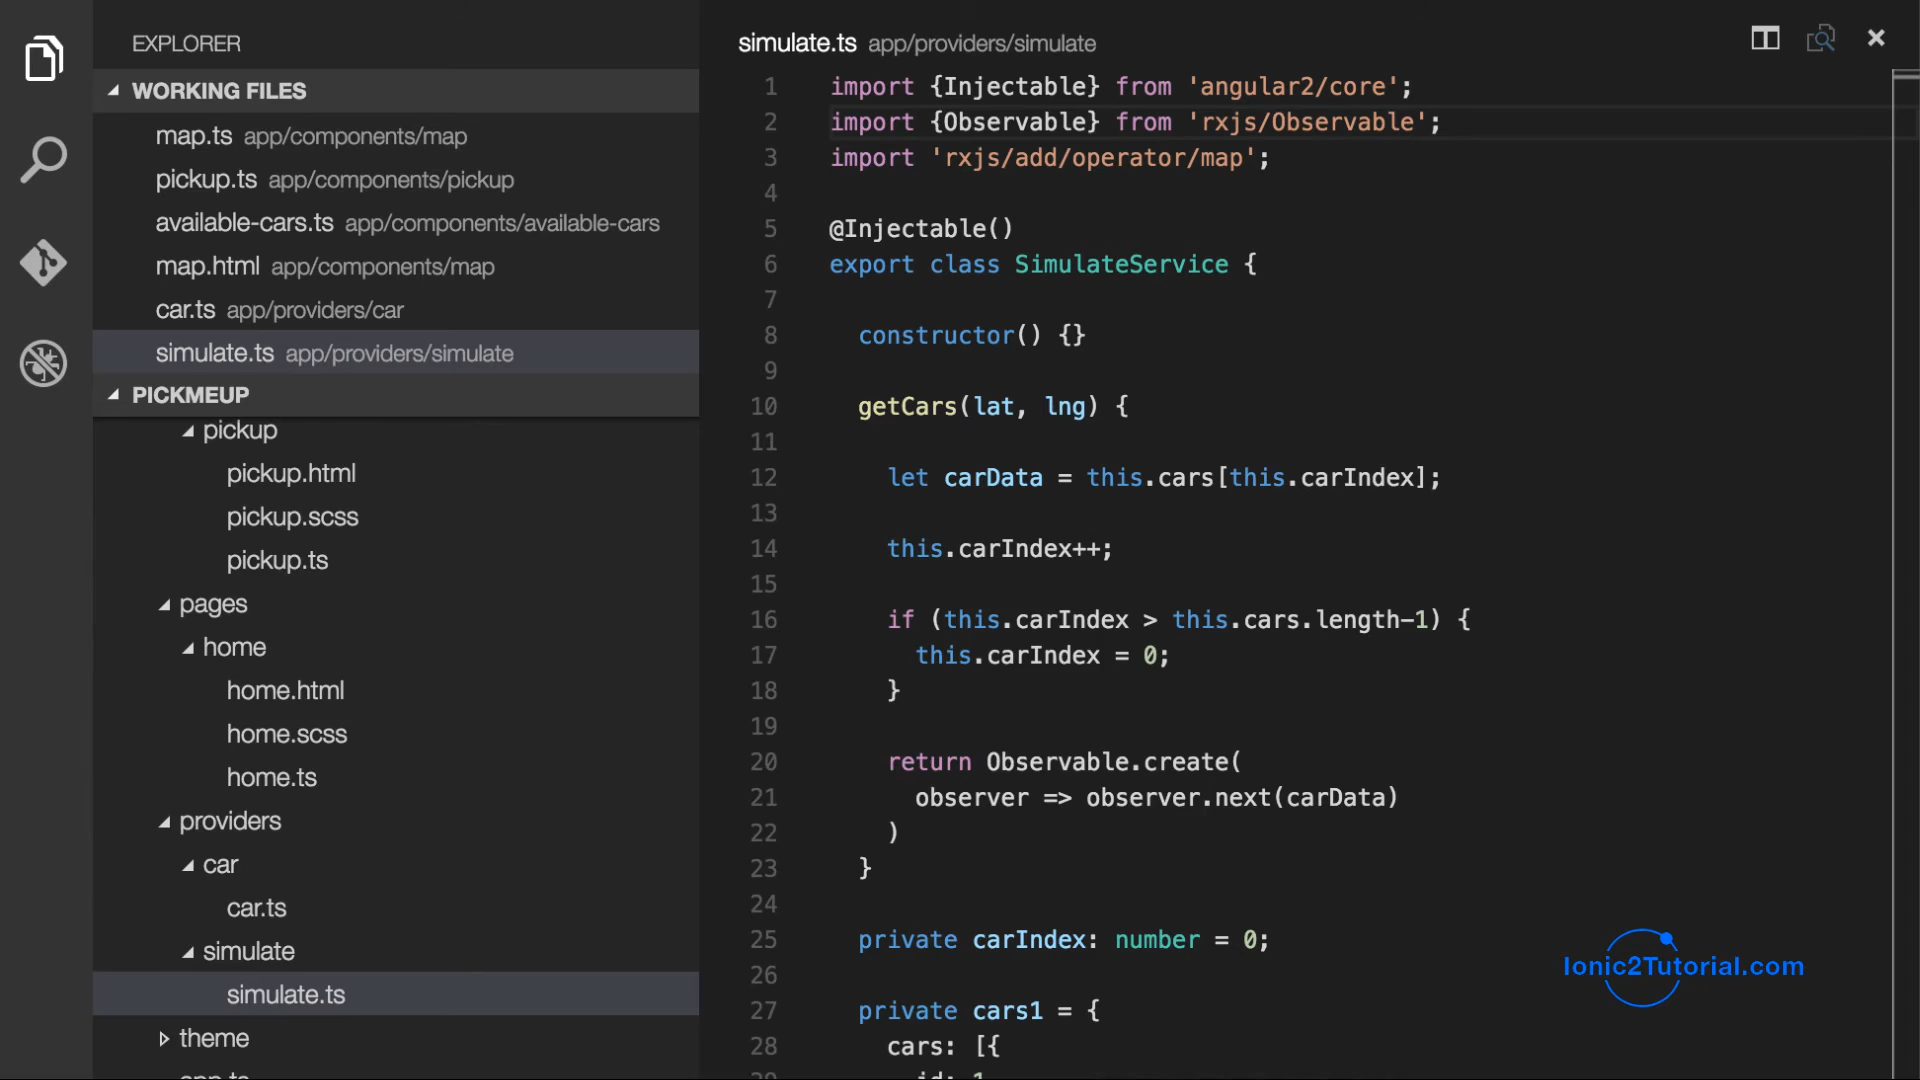 EXPLORER
WORKING FILES
map.ts app/components/map
pickup.ts app/components/pickup
available-cars.ts app/components/available-cars
map.html app/components/map
car.ts app/providers/car
simulate.ts app/providers/simulate
PICKMEUP
pickup
pickup.html
pickup.scss
pickup.ts
pages
home
home.html
home.scss
home.ts
providers
car
car.ts
simulate
simulate.ts
theme
simulate.ts app/providers/simulate
1 import {Injectable} from 'angular2/core';
2 import {Observable} from 'rxjs/Observable';
3 import 'rxjs/add/operator/map';
4
5 @Injectable()
6 export class SimulateService {
7
8 constructor() {}
9
10 getCars(lat, lng) {
11
12 let carData = this.cars[this.carIndex];
13
14 this.carIndex++;
15
16 if (this.carIndex > this.cars.length-1) {
17 this.carIndex = 0;
18 }
19
20 return Observable.create(
21 observer => observer.next(carData)
22 )
23 }
24
25 private carIndex: number = 0;
26
27 private cars1 = {
28 cars: [{
Ionic2Tutorial.com